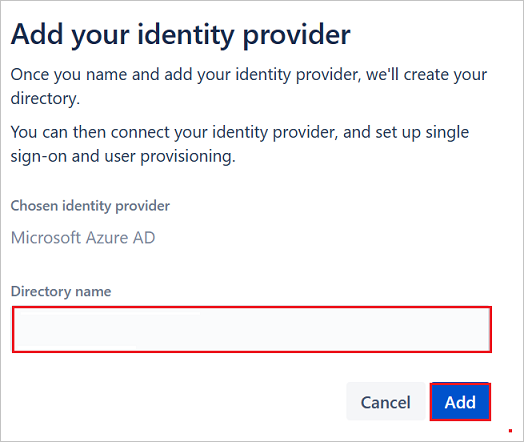 Add your identity provider
Once you name and add your identity provider, we'll create your
directory.
You can then connect your identity provider, and set up single
sign-on and user provisioning.
Chosen identity provider
Microsoft Azure AD
Directory name
Cancel Add